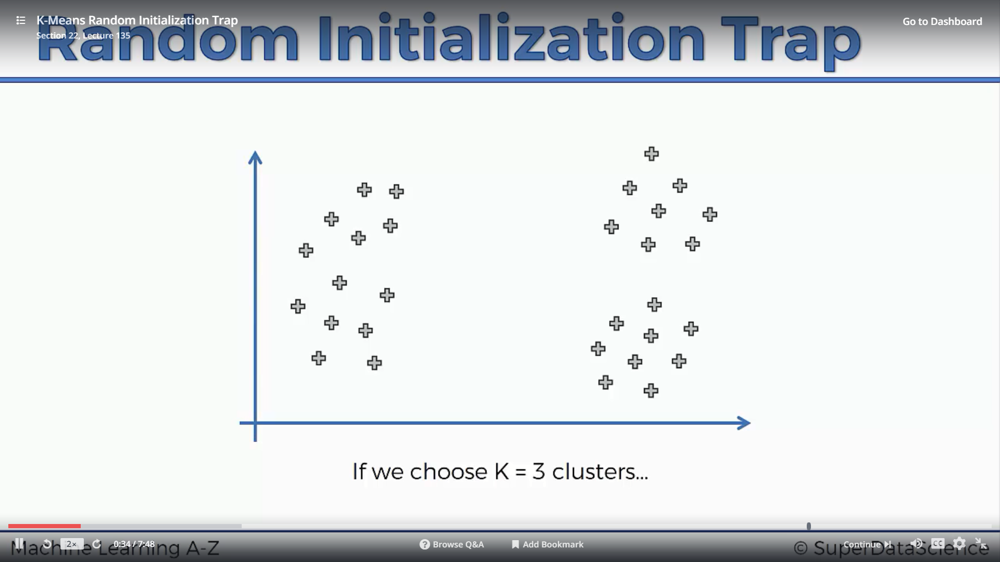 Random Initialization Trap
K-Means Random Initialization Trap
Section 22, Lecture 135
Go to Dashboard
If we choose K = 3 clusters...
2×
0:34 / 7:48
Browse Q&A
Add Bookmark
Continue
CC
Machine Learning A-Z
© SuperDataScience